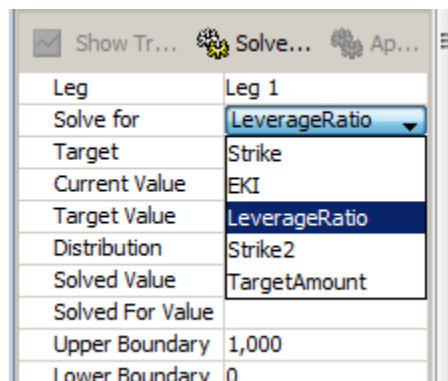 Show Tr... Solve... Ap...
Leg Leg 1
Solve for LeverageRatio
Target Strike
Current Value EKI
Target Value LeverageRatio
Distribution Strike2
Solved Value TargetAmount
Solved For Value
Upper Boundary 1,000
Lower Boundary 0